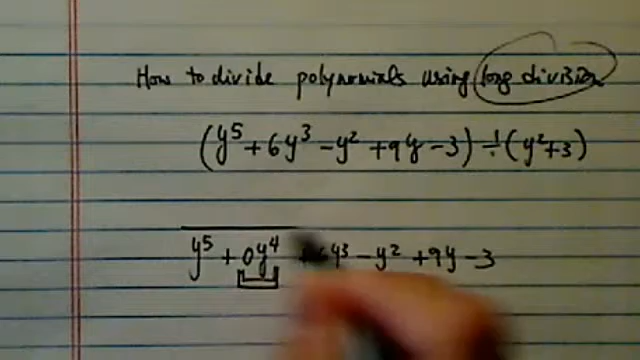 How to divide polynomials using long division
(y⁵ + 6y³ - y² + 9y - 3) ÷ (y² + 3)
y⁵ + 0y⁴ + 6y³ - y² + 9y - 3